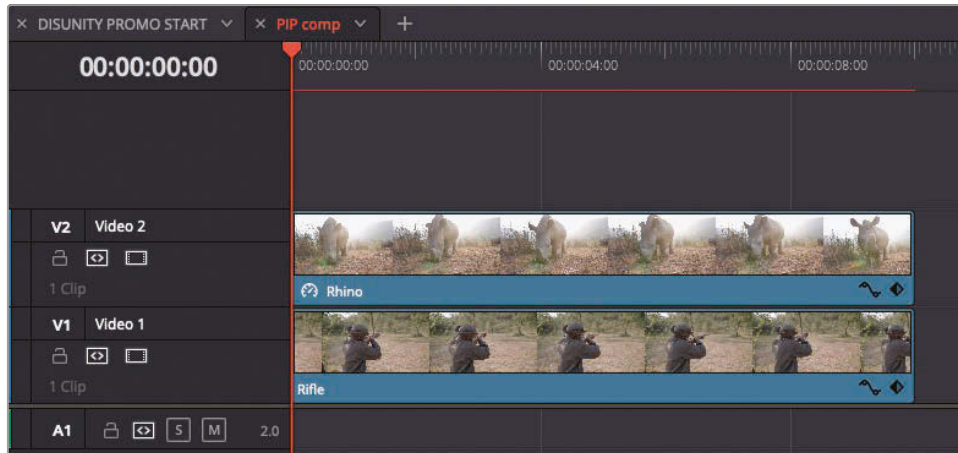 DISUNITY PROMO START PIP comp
00:00:00:00 00:00:00:00 00:00:04:00 00:00:08:00
V2 Video 2
1 Clip
Rhino
V1 Video 1
1 Clip
Rifle
A1 S M 2.0